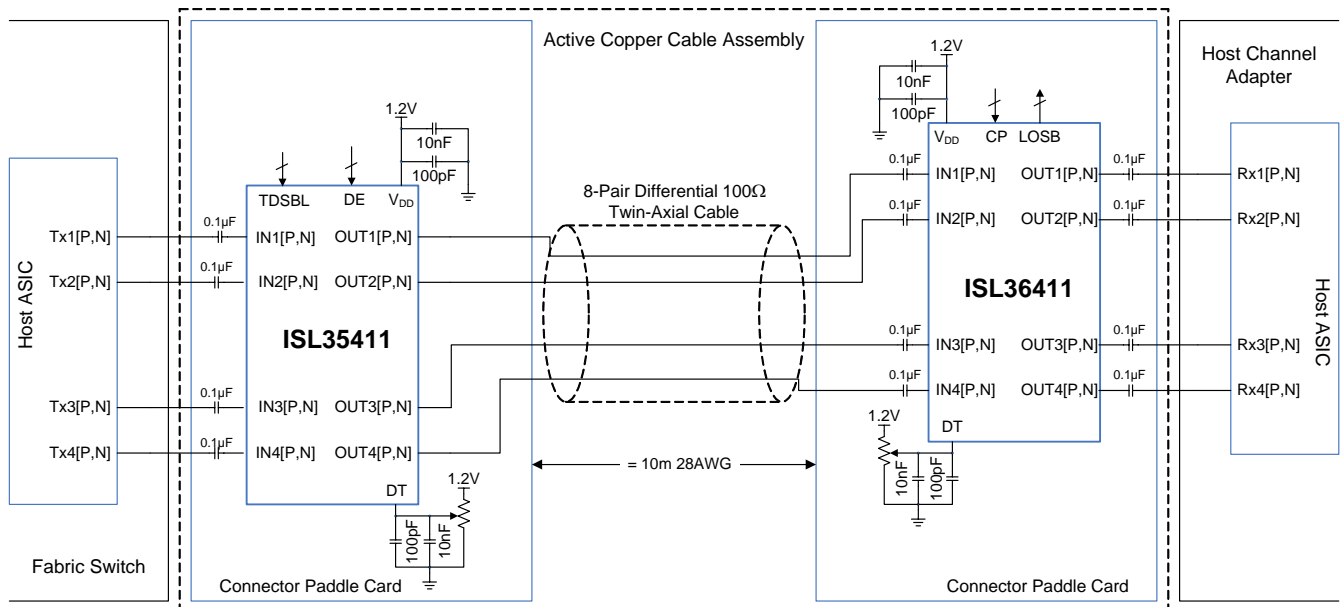 Active Copper Cable Assembly
Host ASIC
Tx1[P,N]
Tx2[P,N]
Tx3[P,N]
Tx4[P,N]
Fabric Switch
0.1µF
0.1µF
0.1µF
0.1µF
1.2V
10nF
100pF
TDSBL
DE
VDD
IN1[P,N]
OUT1[P,N]
IN2[P,N]
OUT2[P,N]
ISL35411
IN3[P,N]
OUT3[P,N]
IN4[P,N]
OUT4[P,N]
DT
1.2V
100pF
10nF
Connector Paddle Card
8-Pair Differential 100Ω
Twin-Axial Cable
= 10m 28AWG
1.2V
10nF
100pF
VDD
CP
LOSB
0.1µF
IN1[P,N]
OUT1[P,N]
0.1µF
0.1µF
IN2[P,N]
OUT2[P,N]
0.1µF
ISL36411
0.1µF
IN3[P,N]
OUT3[P,N]
0.1µF
0.1µF
IN4[P,N]
OUT4[P,N]
0.1µF
DT
1.2V
10nF
100pF
Connector Paddle Card
Host Channel
Adapter
Rx1[P,N]
Rx2[P,N]
Rx3[P,N]
Rx4[P,N]
Host ASIC